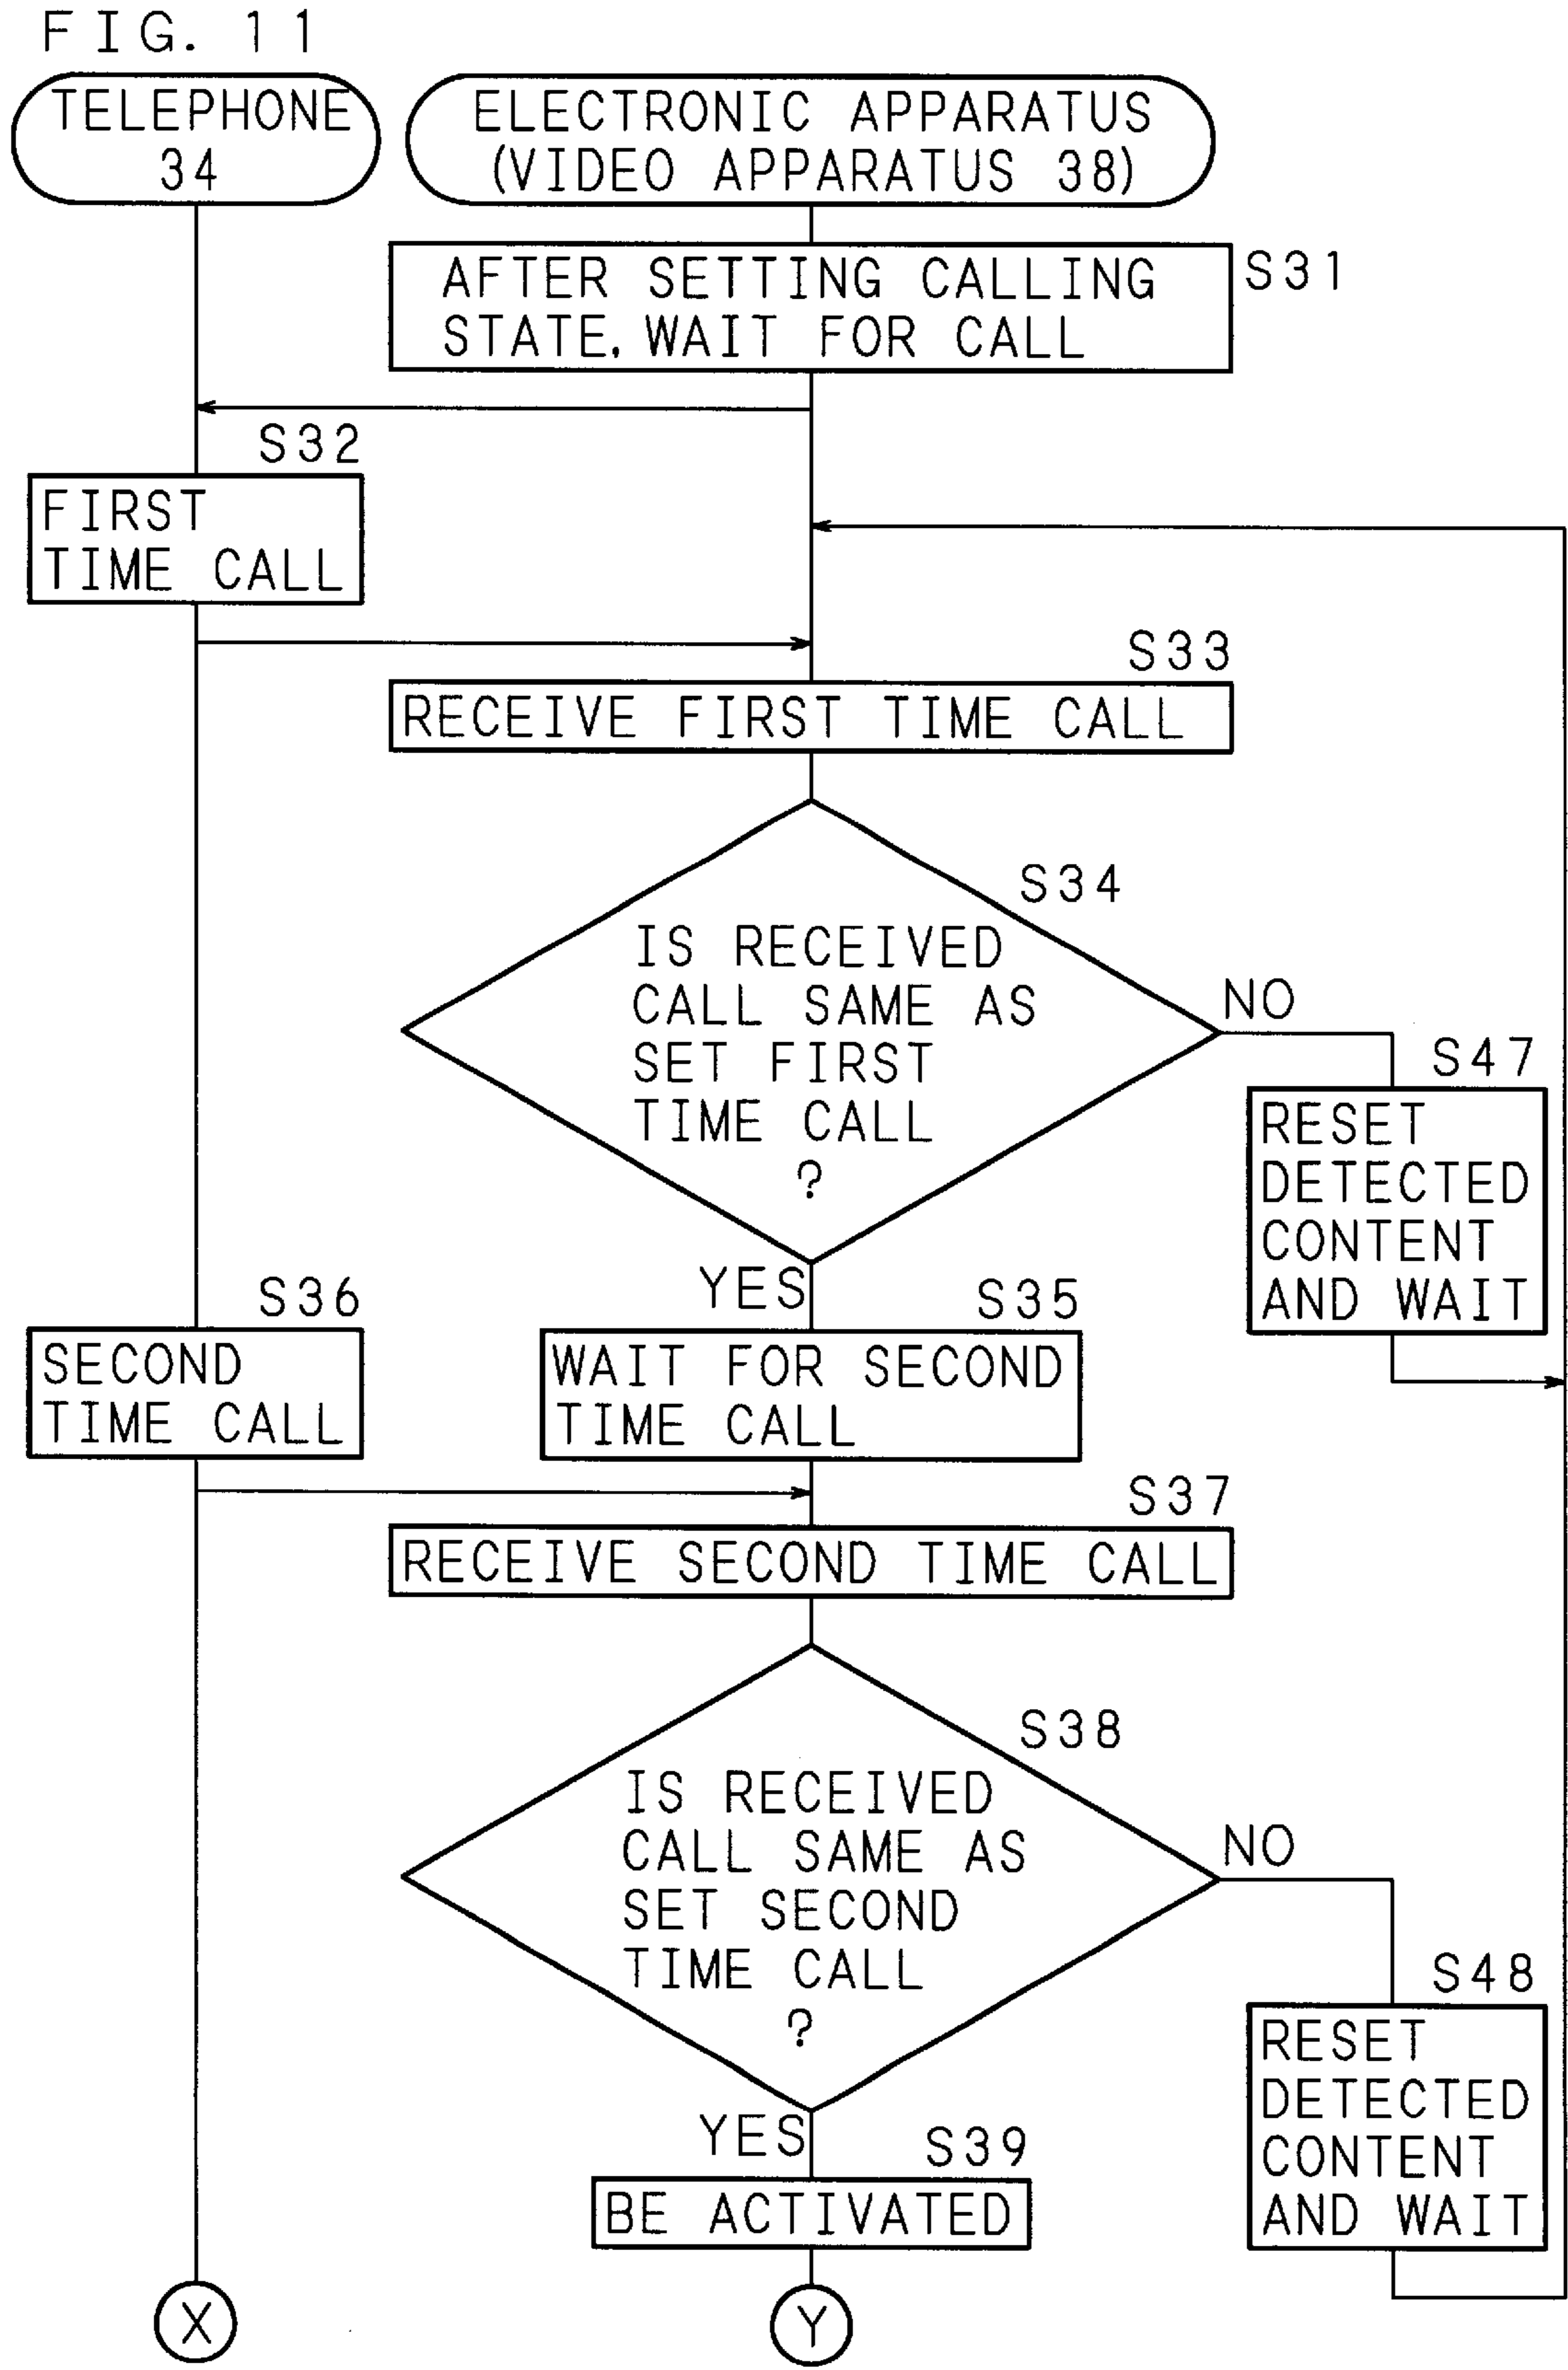 FIG. 11
TELEPHONE
34
ELECTRONIC APPARATUS
(VIDEO APPARATUS 38)
AFTER SETTING CALLING
STATE, WAIT FOR CALL
S31
S32
FIRST
TIME CALL
S33
RECEIVE FIRST TIME CALL
S34
IS RECEIVED
CALL SAME AS
SET FIRST
TIME CALL
?
NO
S47
RESET
DETECTED
CONTENT
AND WAIT
YES
S35
S36
SECOND
TIME CALL
WAIT FOR SECOND
TIME CALL
S37
RECEIVE SECOND TIME CALL
S38
IS RECEIVED
CALL SAME AS
SET SECOND
TIME CALL
?
NO
S48
RESET
DETECTED
CONTENT
AND WAIT
YES
S39
BE ACTIVATED
X
Y